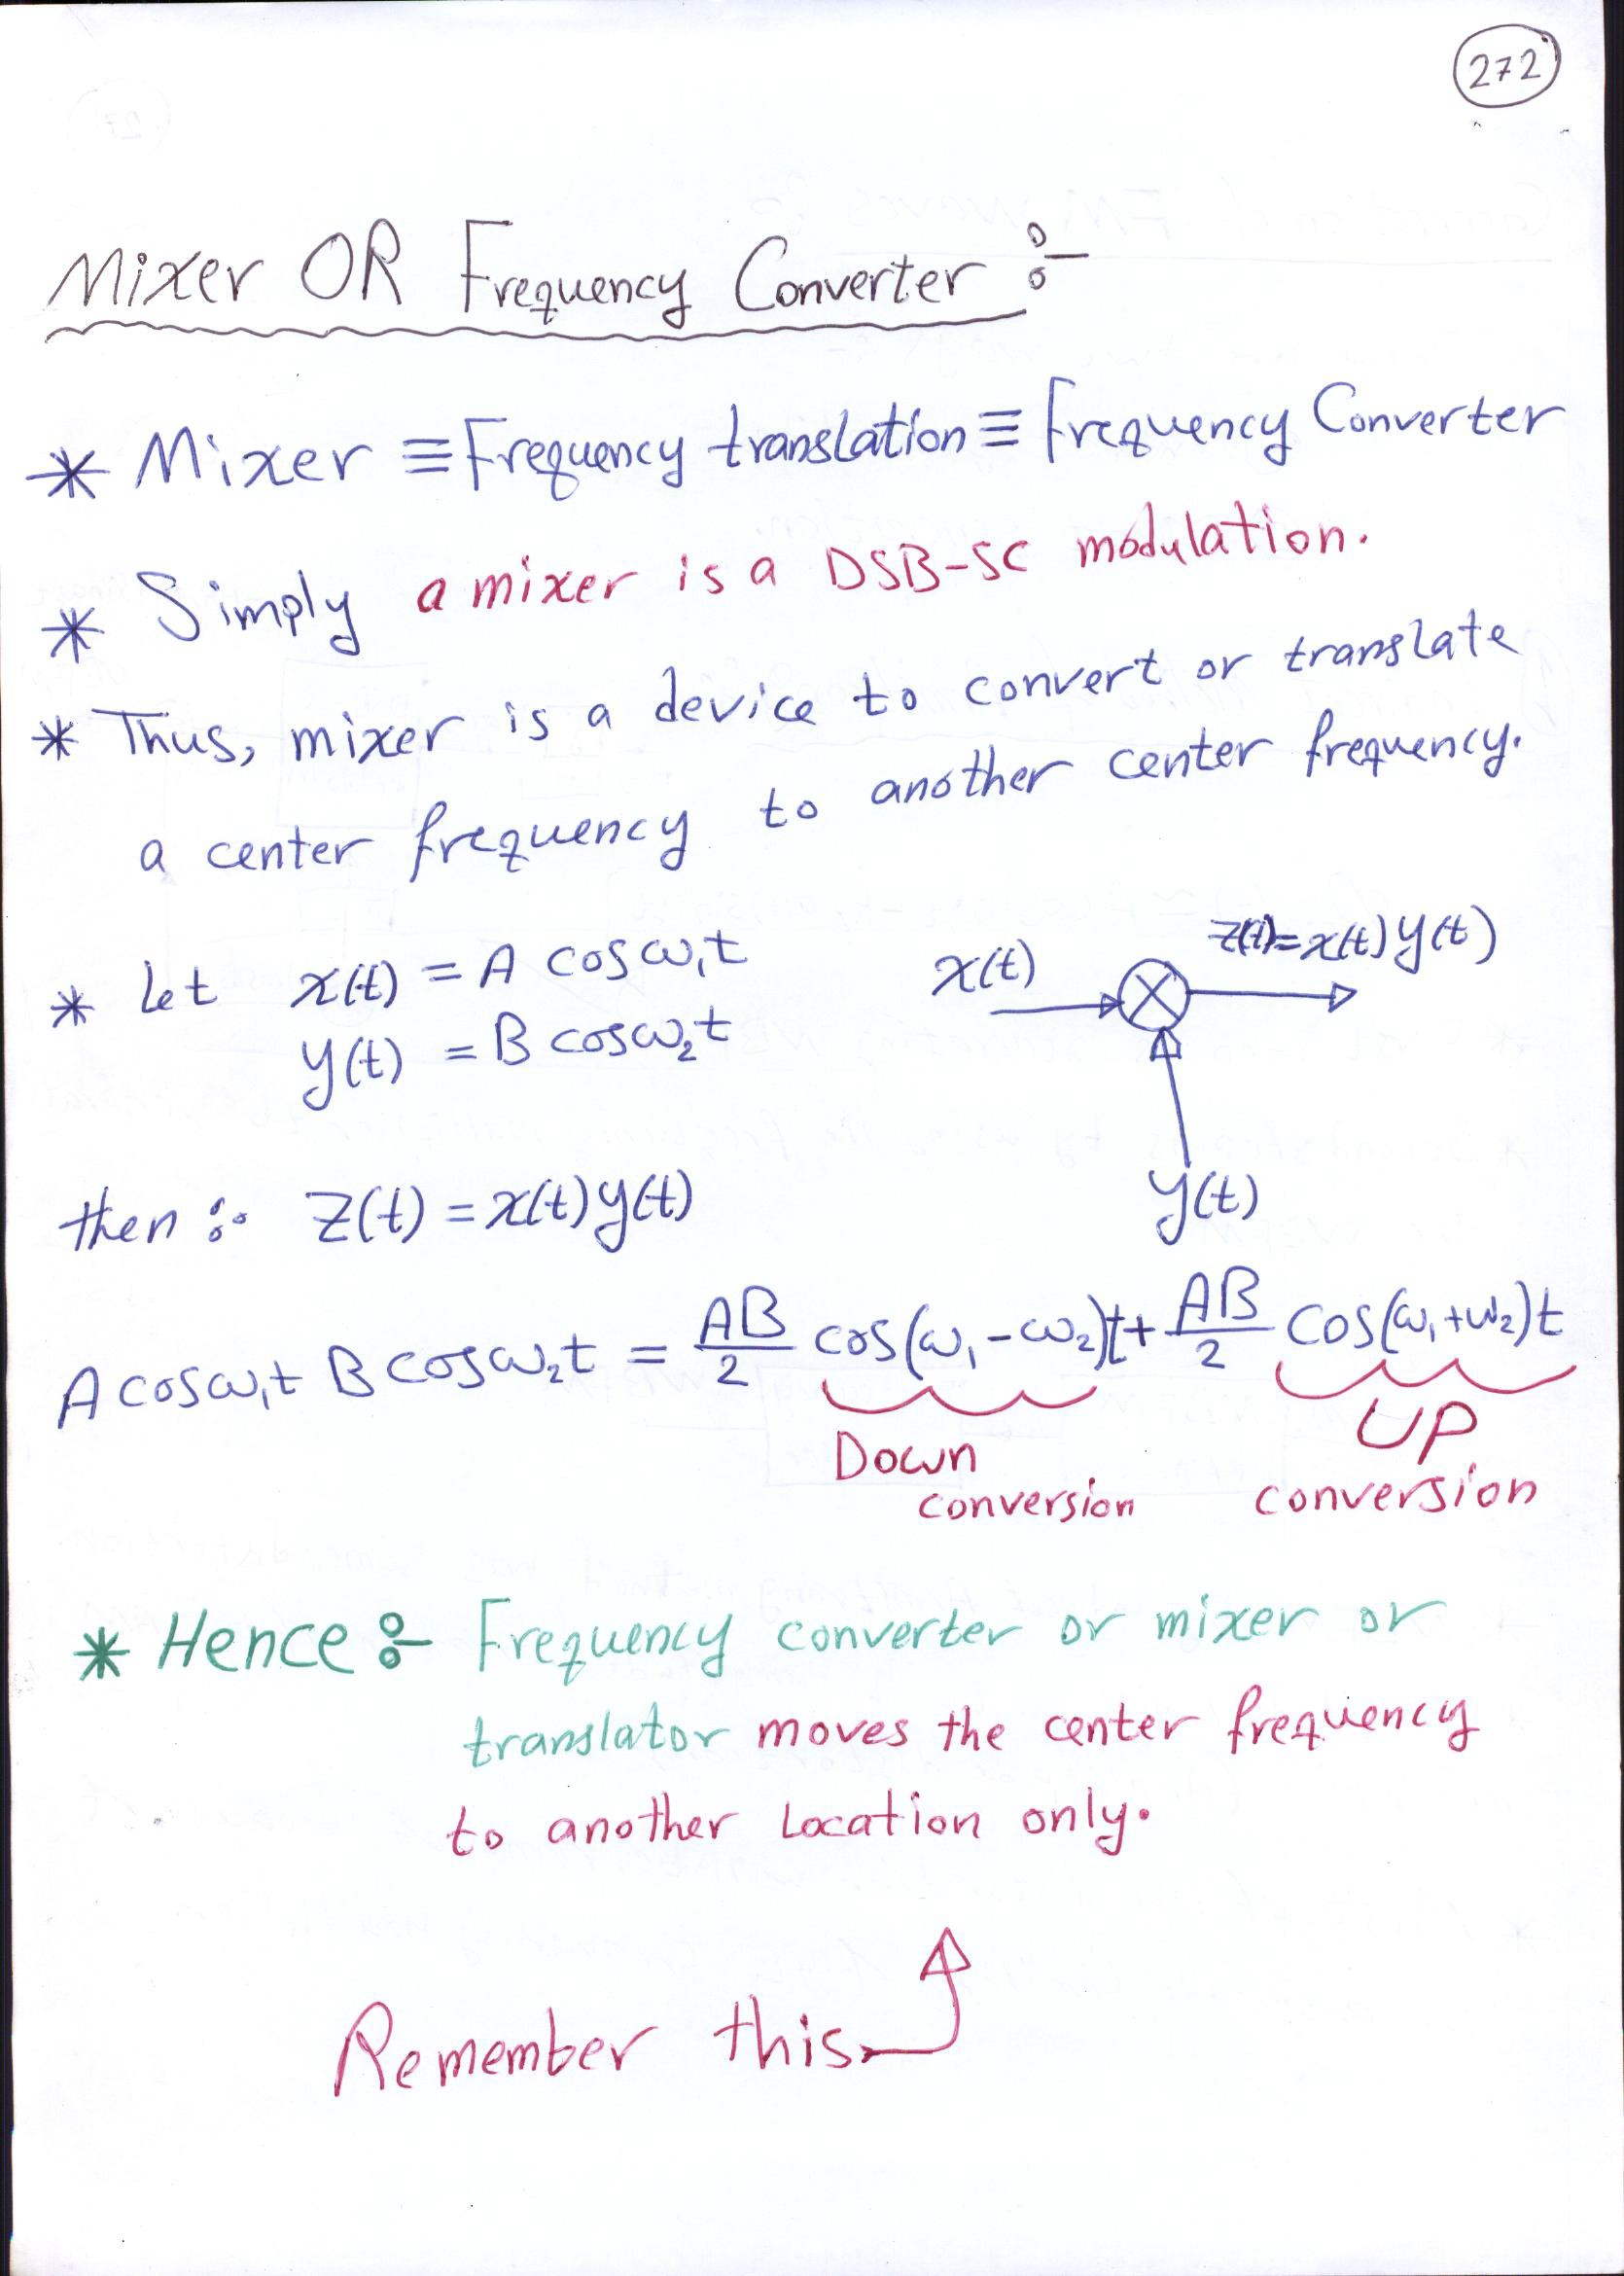 272
Mixer OR Frequency Converter :-
* Mixer ≡ Frequency translation ≡ Frequency Converter
* Simply a mixer is a DSB-SC modulation.
* Thus, mixer is a device to convert or translate
a center frequency to another center frequency.
* Let x(t) = A cosω₁t
y(t) = B cosω₂t
x(t)
z(t)=x(t)y(t)
y(t)
then :- Z(t) = x(t)y(t)
A cosω₁t B cosω₂t = AB/2 cos(ω₁-ω₂)t + AB/2 cos(ω₁+ω₂)t
Down conversion
UP conversion
* Hence :- Frequency converter or mixer or
translator moves the center frequency
to another Location only.
Remember this